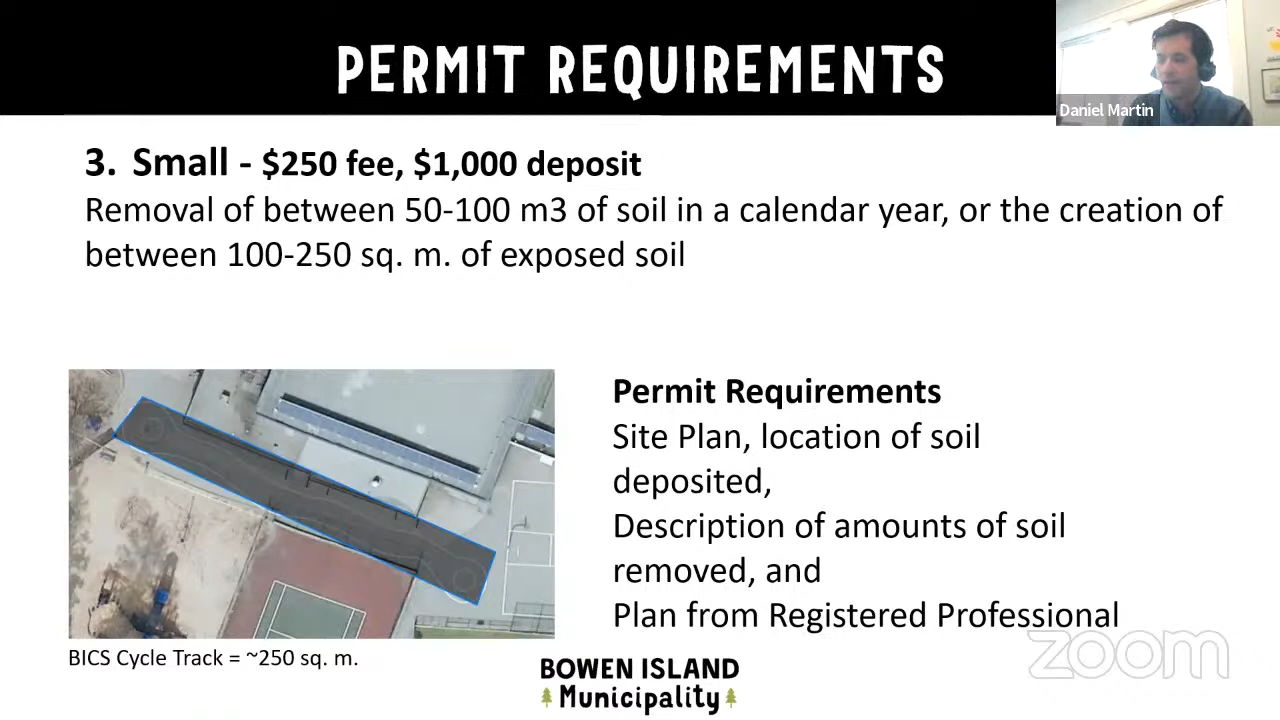 PERMIT REQUIREMENTS
Daniel Martin
3. Small - $250 fee, $1,000 deposit
Removal of between 50-100 m3 of soil in a calendar year, or the creation of
between 100-250 sq. m. of exposed soil
Permit Requirements
Site Plan, location of soil
deposited,
Description of amounts of soil
removed, and
Plan from Registered Professional
BICS Cycle Track = ~250 sq. m.
BOWEN ISLAND
Municipality
zoom